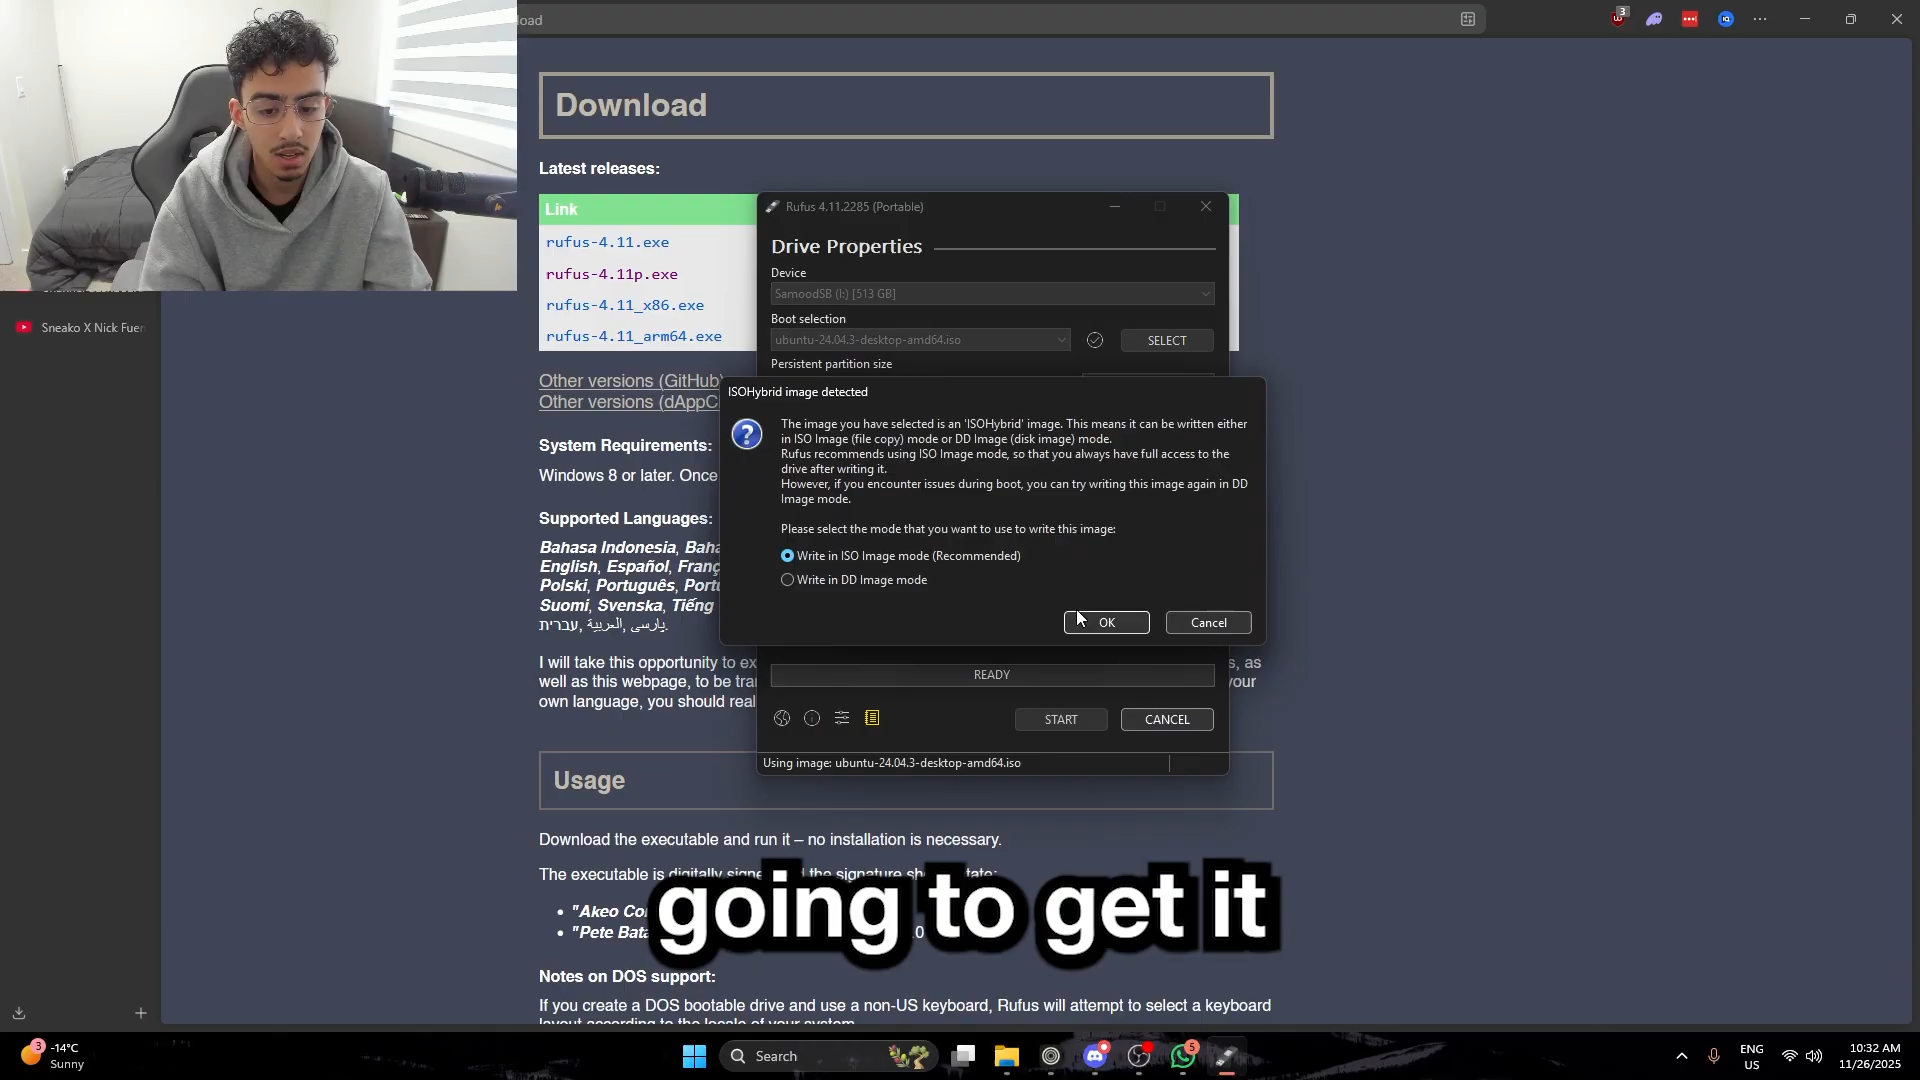 load
3
Download
Latest releases:
Link
rufus-4.11.exe
rufus-4.11p.exe
rufus-4.11_x86.exe
rufus-4.11_arm64.exe
Other versions (GitHub)
Other versions (dAppC
System Requirements:
Windows 8 or later. Once
Supported Languages:
Bahasa Indonesia, Baha
English, Español, Franç
Polski, Português, Portu
Suomi, Svenska, Tiếng
عברית, العربية, پارسی.
I will take this opportunity to ex
s, as
well as this webpage, to be tra
your
own language, you should real
Sneako X Nick Fuen
Rufus 4.11.2285 (Portable)
Drive Properties
Device
SamoodSB (I:) [513 GB]
Boot selection
ubuntu-24.04.3-desktop-amd64.iso
SELECT
Persistent partition size
ISOHybrid image detected
The image you have selected is an 'ISOHybrid' image. This means it can be written either
in ISO Image (file copy) mode or DD Image (disk image) mode.
Rufus recommends using ISO Image mode, so that you always have full access to the
drive after writing it.
However, if you encounter issues during boot, you can try writing this image again in DD
Image mode.
Please select the mode that you want to use to write this image:
Write in ISO Image mode (Recommended)
Write in DD Image mode
OK
Cancel
READY
START
CANCEL
Using image: ubuntu-24.04.3-desktop-amd64.iso
Usage
Download the executable and run it – no installation is necessary.
The executable is digitally signe
the signature sh
tate:
"Akeo Co
"Pete Bata
.0
going to get it
Notes on DOS support:
If you create a DOS bootable drive and use a non-US keyboard, Rufus will attempt to select a keyboard
3
-14°C
Sunny
Search
5
ENG
US
10:32 AM
11/26/2025